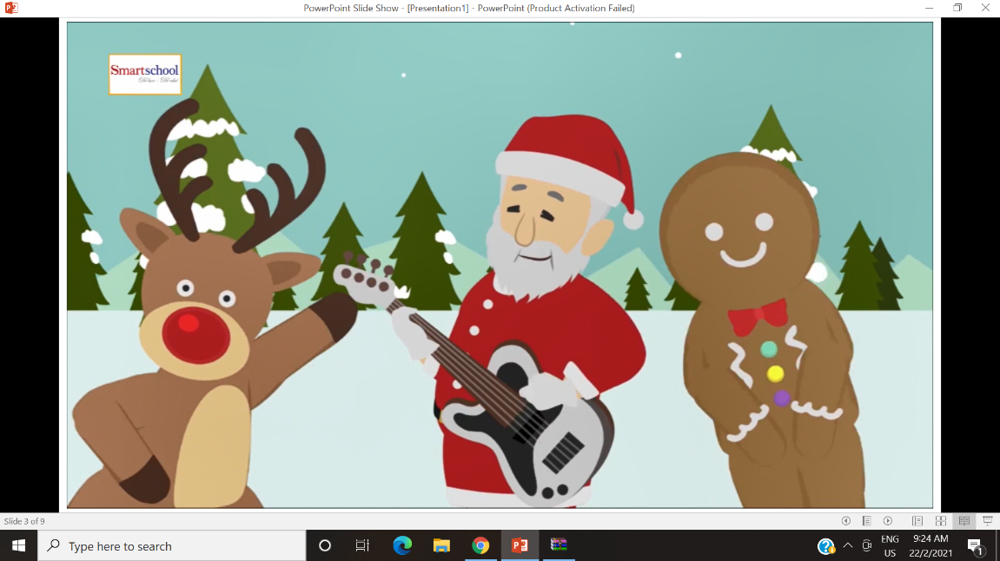 PowerPoint Slide Show - [Presentation1] - PowerPoint (Product Activation Failed)
Smartschool
Slide 3 of 9
Type here to search
ENG
US
9:24 AM
22/2/2021
1